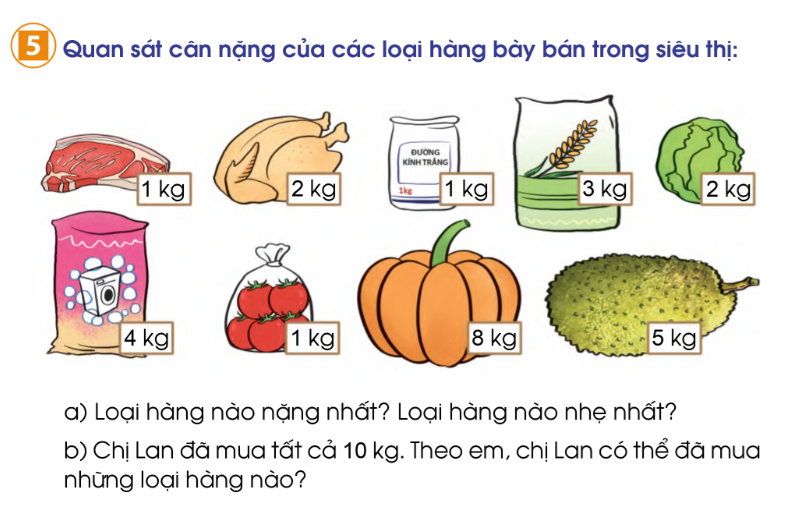 5 Quan sát cân nặng của các loại hàng bày bán trong siêu thị:
ĐƯỜNG
KÍNH TRẮNG
1kg
1 kg
2 kg
1 kg
3 kg
2 kg
4 kg
1 kg
8 kg
5 kg
a) Loại hàng nào nặng nhất? Loại hàng nào nhẹ nhất?
b) Chị Lan đã mua tất cả 10 kg. Theo em, chị Lan có thể đã mua
những loại hàng nào?